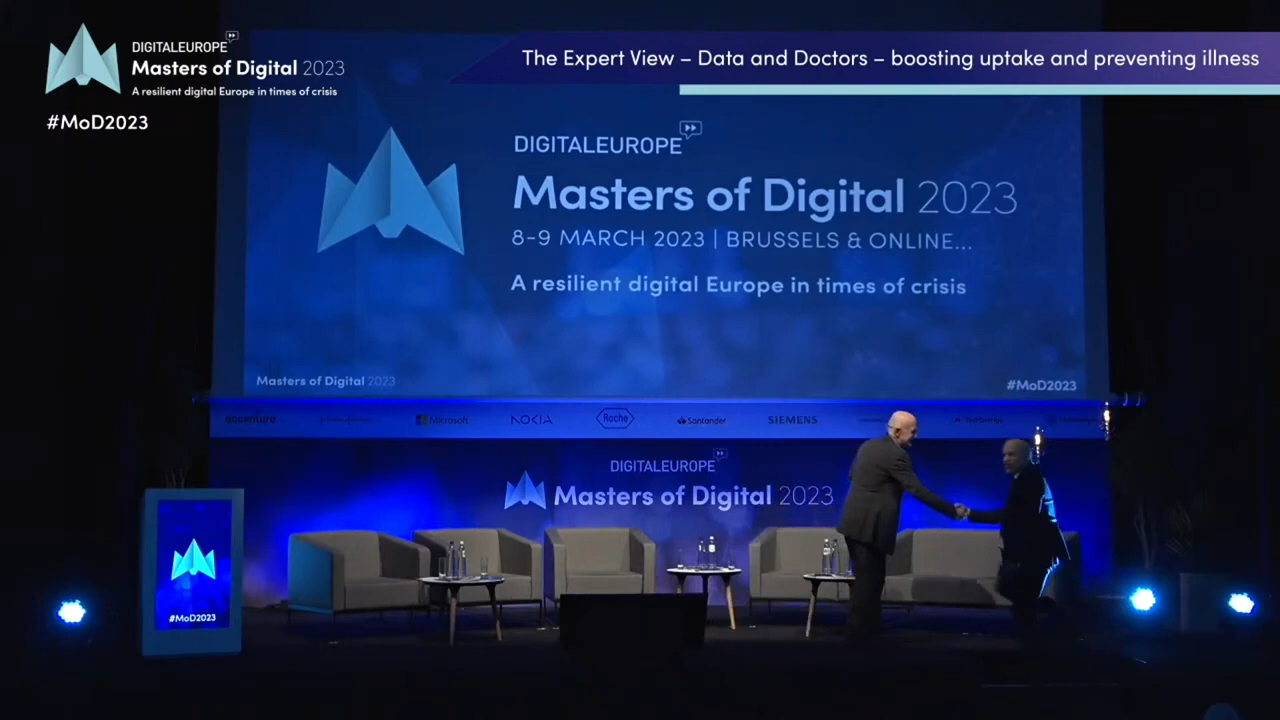 DIGITALEUROPE
Masters of Digital 2023
A resilient digital Europe in times of crisis
#MoD2023
The Expert View – Data and Doctors – boosting uptake and preventing illness
DIGITALEUROPE
Masters of Digital 2023
8-9 MARCH 2023 | BRUSSELS & ONLINE...
A resilient digital Europe in times of crisis
Masters of Digital 2023
#MoD2023
accenture
Microsoft
NOKIA
Roche
Santander
SIEMENS
DIGITALEUROPE
Masters of Digital 2023
#MoD2023